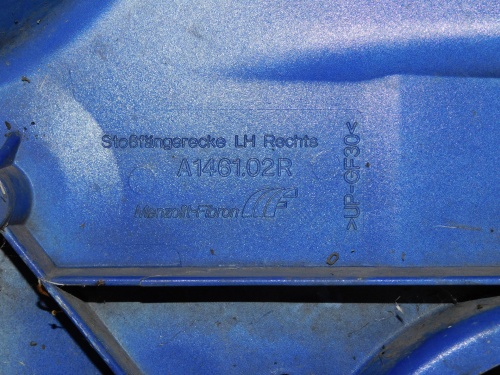 Stoßfängerecke LH Rechts
A1461.02R
Menzolit-Fibron
>UP-GF30<